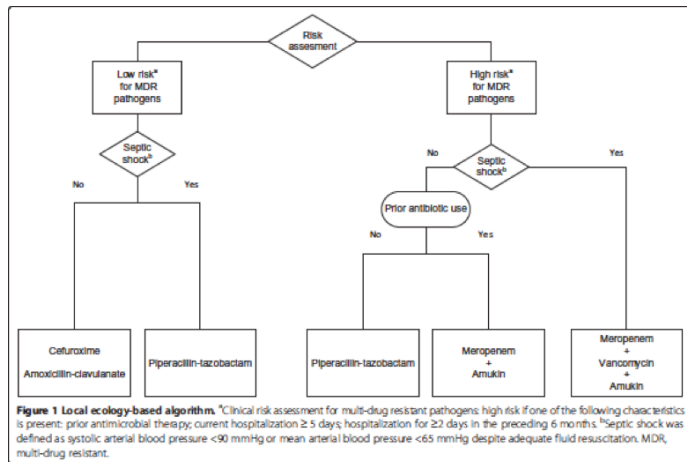 Risk
assesment
Low riskᵃ
for MDR
pathogens
High riskᵃ
for MDR
pathogens
Septic
shockᵇ
Septic
shockᵇ
No
Yes
No
Yes
Prior antibiotic use
No
Yes
Cefuroxime
Amoxicillin-clavulanate
Piperacillin-tazobactam
Piperacillin-tazobactam
Meropenem
+
Amukin
Meropenem
+
Vancomycin
+
Amukin
Figure 1 Local ecology-based algorithm. ᵃClinical risk assessment for multi-drug resistant pathogens: high risk if one of the following characteristics
is present: prior antimicrobial therapy; current hospitalization ≥ 5 days; hospitalization for ≥2 days in the preceding 6 months. ᵇSeptic shock was
defined as systolic arterial blood pressure <90 mmHg or mean arterial blood pressure <65 mmHg despite adequate fluid resuscitation. MDR,
multi-drug resistant.